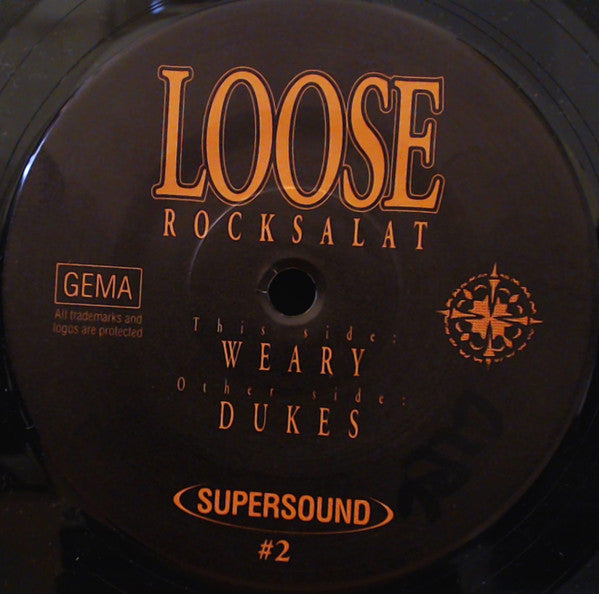 LOOSE
ROCKSALAT
GEMA
All trademarks and
logos are protected
This side:
WEARY
Other side:
DUKES
SUPERSOUND
#2